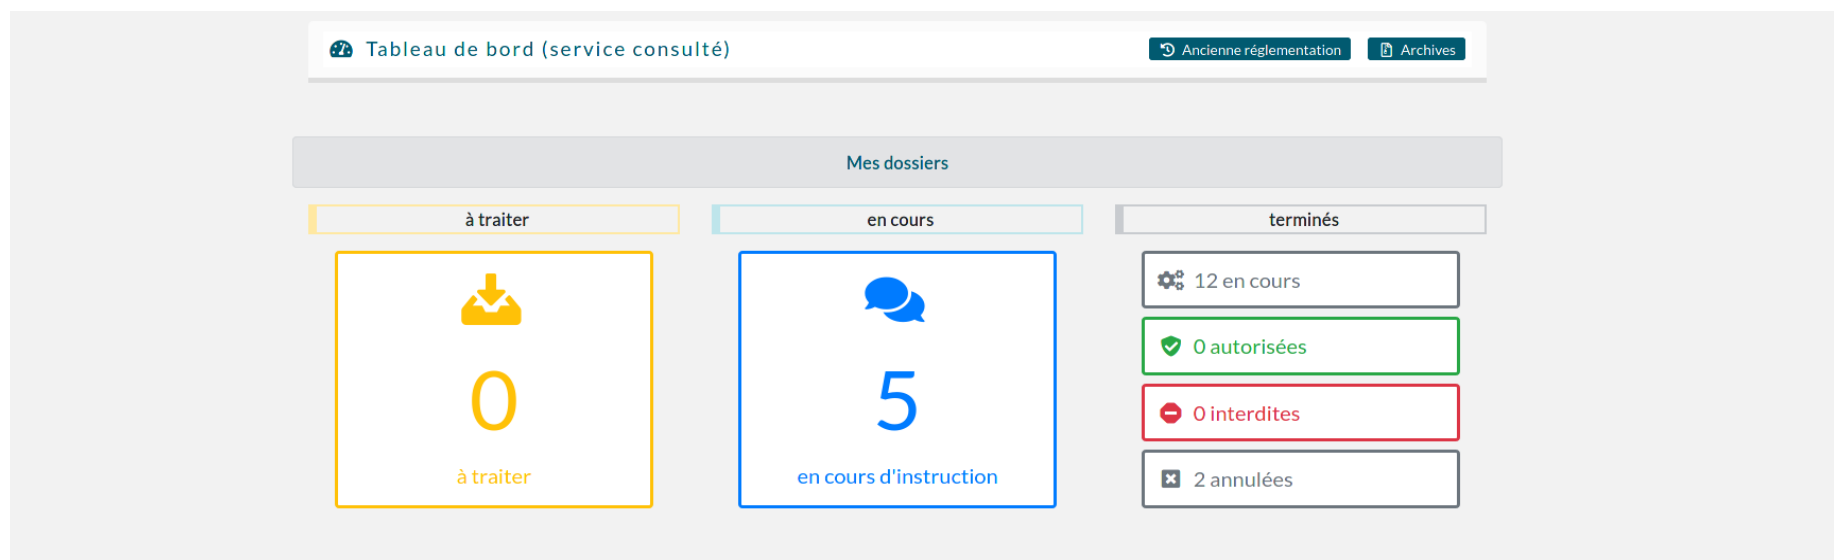 Tableau de bord (service consulté)
Ancienne réglementation
Archives
Mes dossiers
à traiter
0
à traiter
en cours
5
en cours d'instruction
terminés
12 en cours
0 autorisées
0 interdites
2 annulées